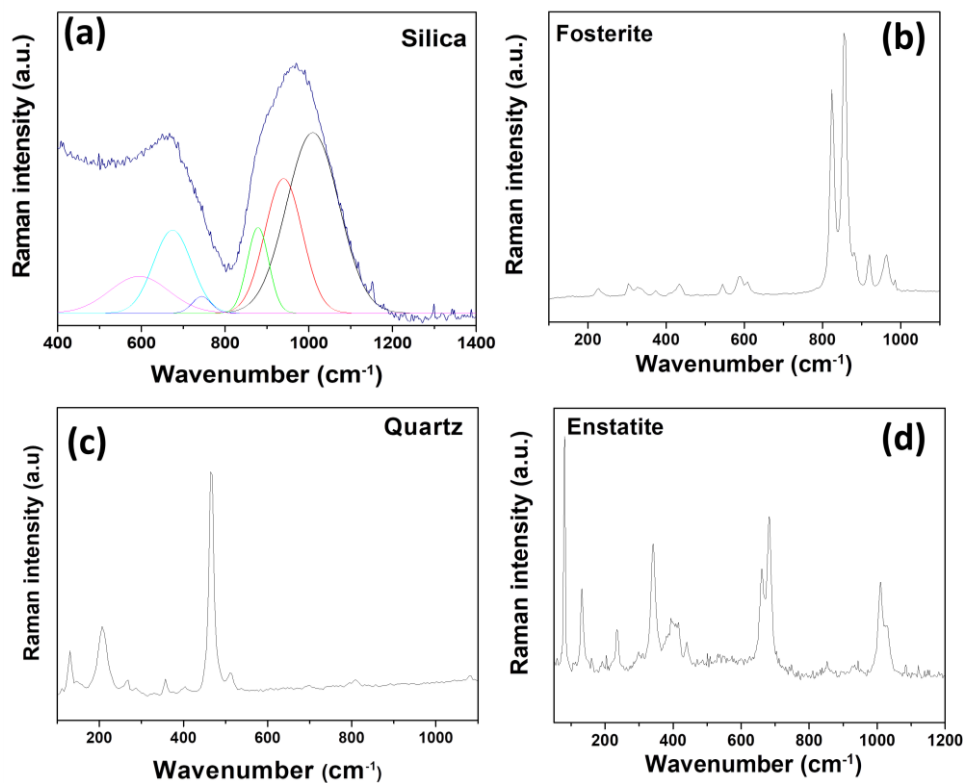 (a)
Silica
Raman intensity (a.u.)
400 600 800 1000 1200 1400
Wavenumber (cm-1)
Fosterite
(b)
Raman intensity (a.u.)
200 400 600 800 1000
Wavenumber (cm-1)
(c)
Quartz
Raman intensity (a.u)
200 400 600 800 1000
Wavenumber (cm-1)
Enstatite
(d)
Raman intensity (a.u.)
200 400 600 800 1000 1200
Wavenumber (cm-1)